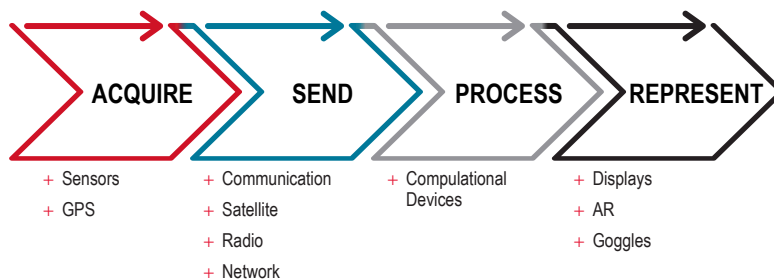 ACQUIRE
SEND
PROCESS
REPRESENT
+ Sensors
+ GPS
+ Communication
+ Satellite
+ Radio
+ Network
+ Compulational
Devices
+ Displays
+ AR
+ Goggles